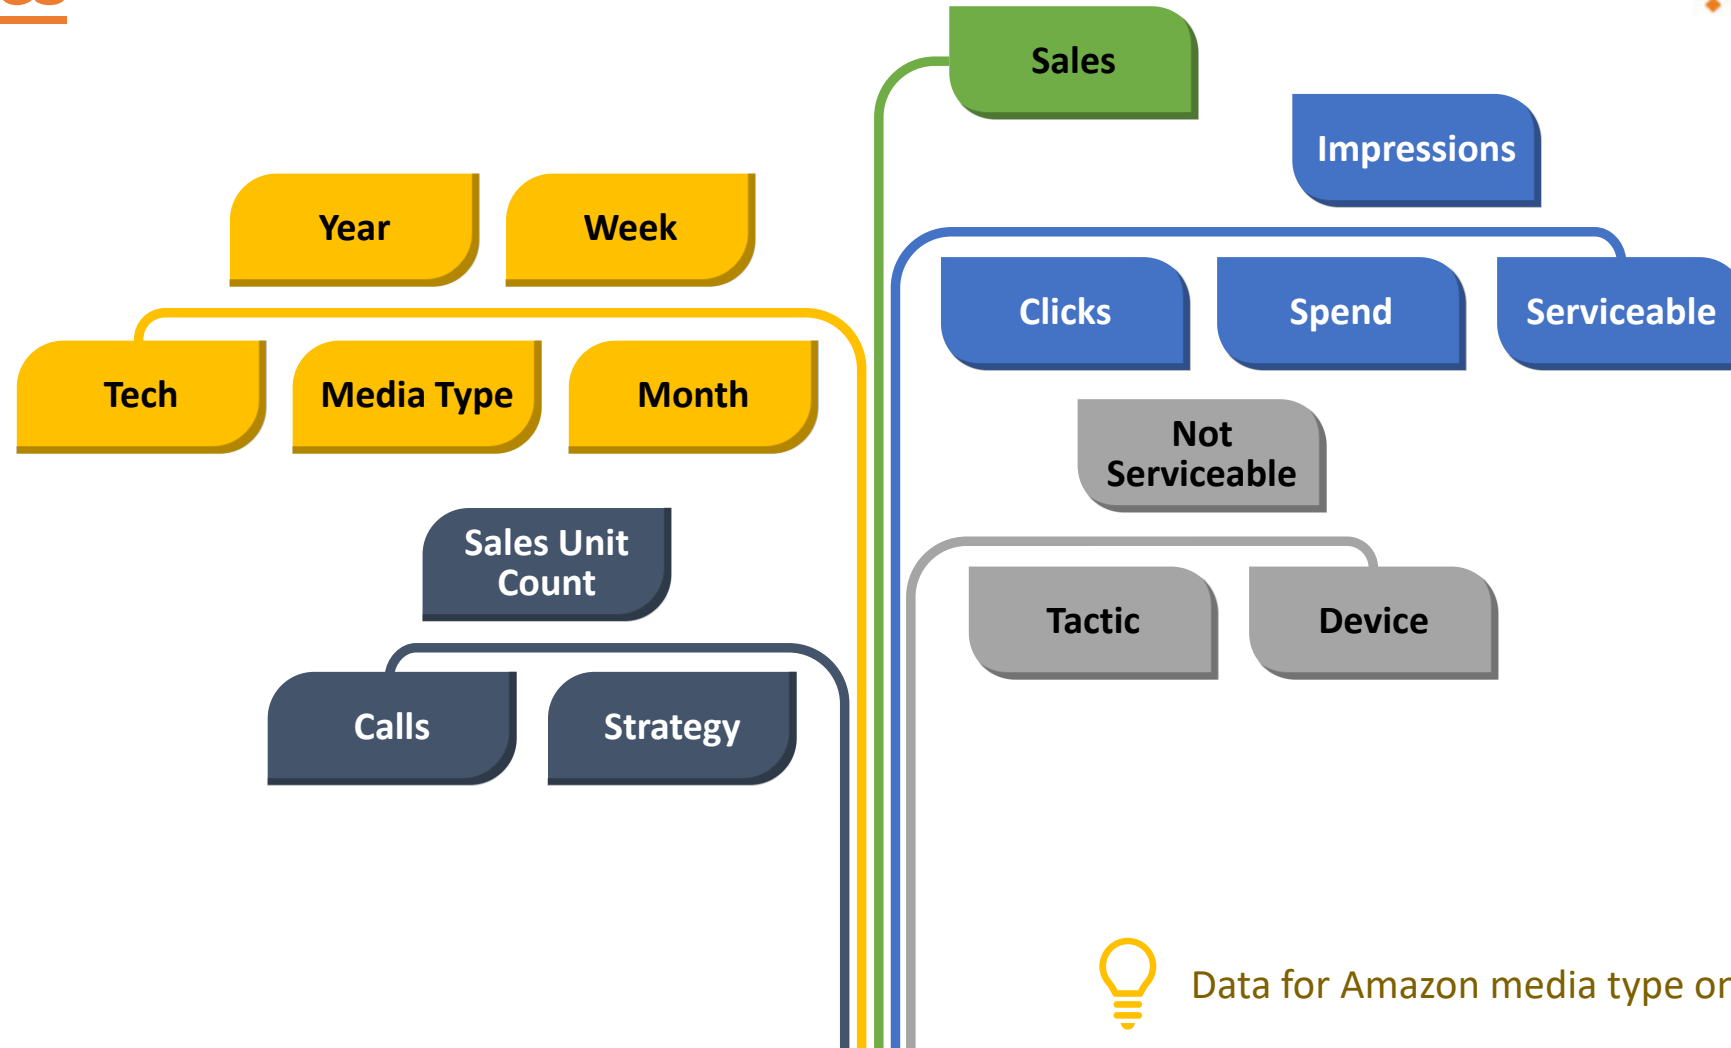 Sales
Impressions
Year
Week
Clicks
Spend
Serviceable
Tech
Media Type
Month
Not
Serviceable
Sales Unit
Count
Tactic
Device
Calls
Strategy
Data for Amazon media type